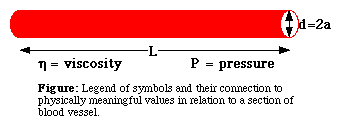 d=2a
L
η = viscosity P = pressure
Figure: Legend of symbols and their connection to
physically meaningful values in relation to a section of
blood vessel.